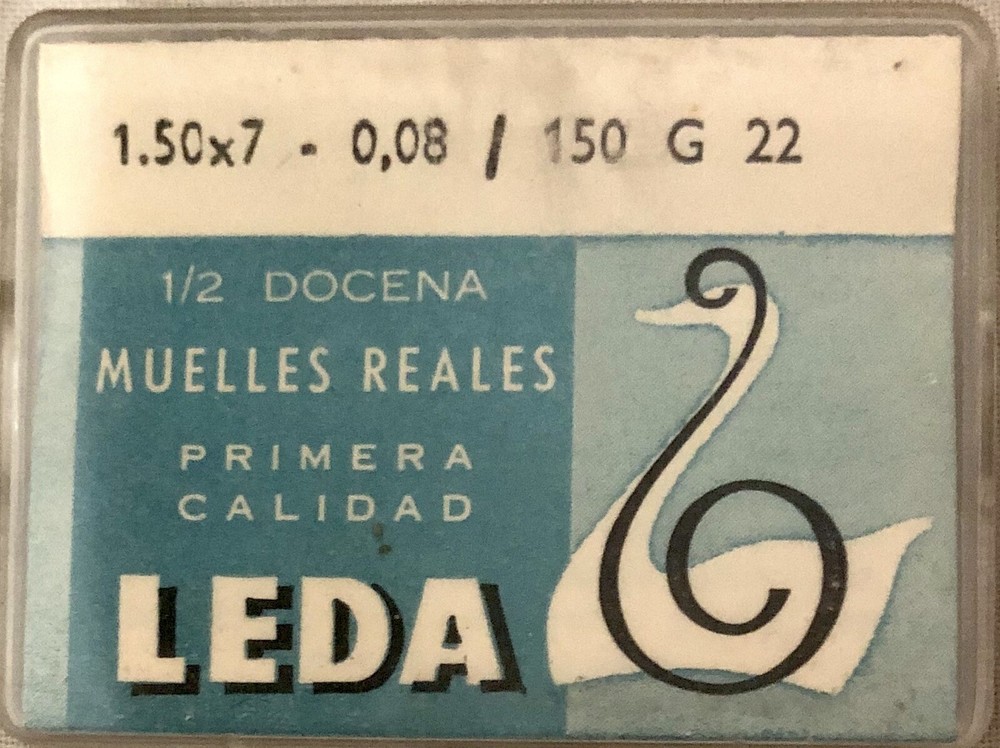 1.50x7 - 0,08 / 150 G 22
1/2 DOCENA
MUELLES REALES
PRIMERA
CALIDAD
LEDA